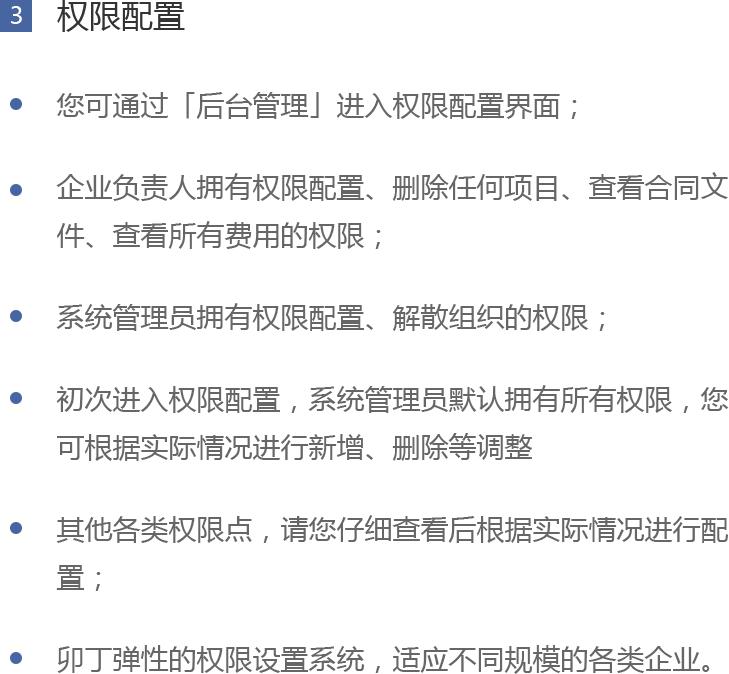 3 权限配置
您可通过「后台管理」进入权限配置界面；
企业负责人拥有权限配置、删除任何项目、查看合同文
件、查看所有费用的权限；
系统管理员拥有权限配置、解散组织的权限；
初次进入权限配置，系统管理员默认拥有所有权限，您
可根据实际情况进行新增、删除等调整
其他各类权限点，请您仔细查看后根据实际情况进行配
置；
卯丁弹性的权限设置系统，适应不同规模的各类企业。